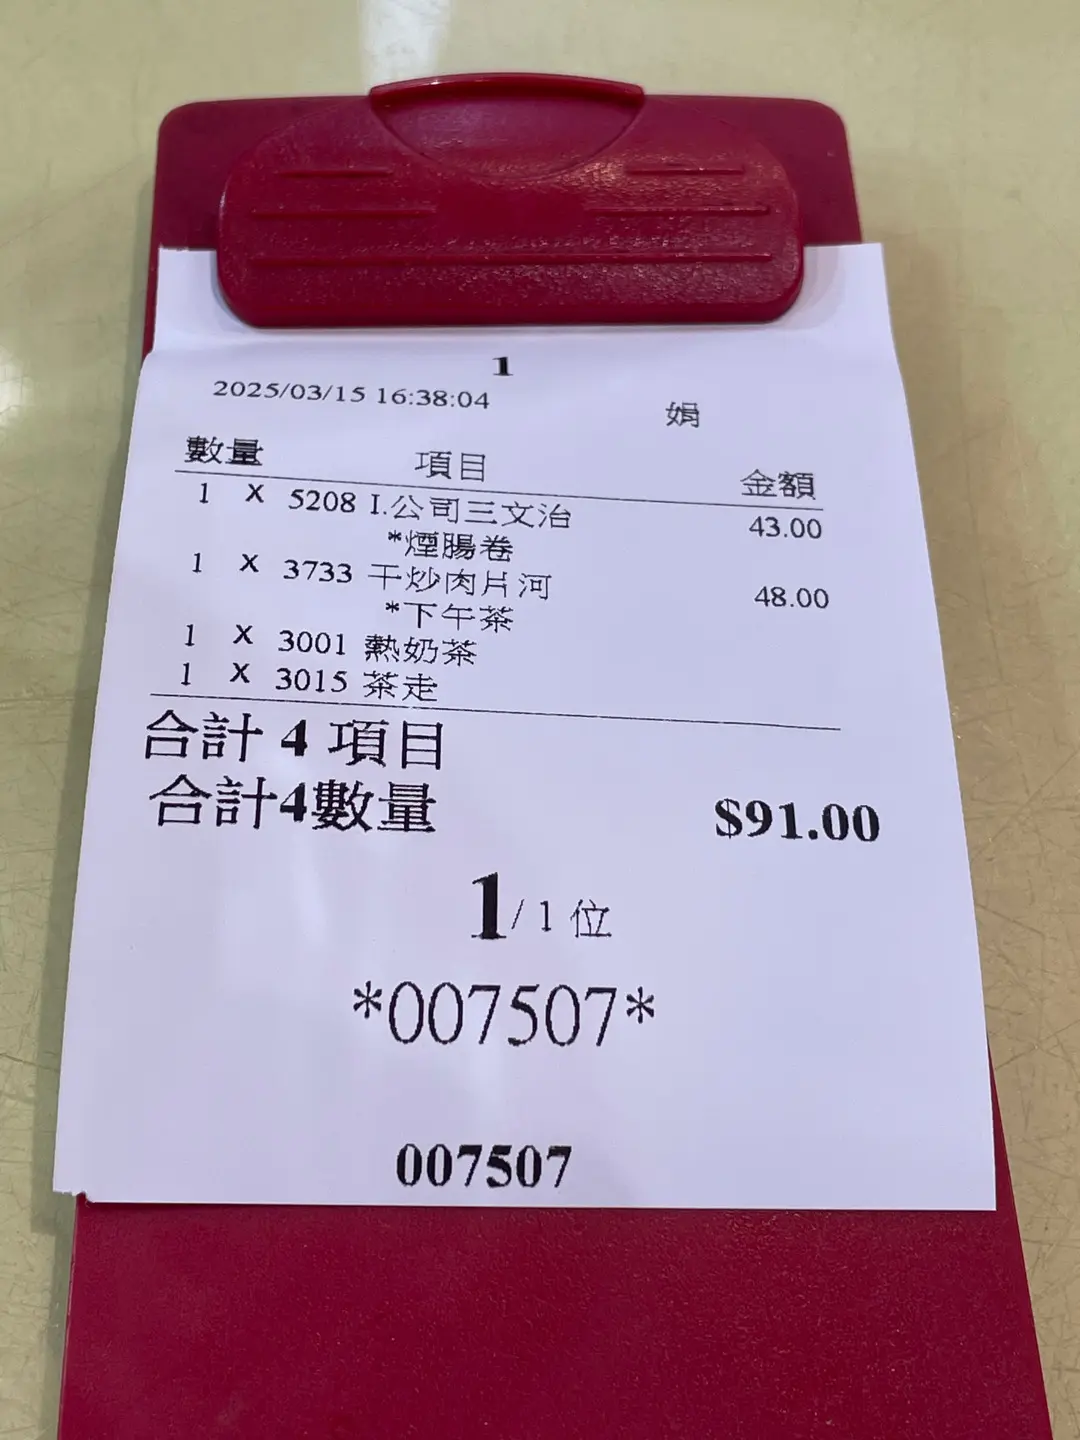 1
2025/03/15 16:38:04 娟
數量 項目 金額
1 X 5208 I.公司三文治 43.00
*煙腸卷
1 X 3733 干炒肉片河 48.00
*下午茶
1 X 3001 熱奶茶
1 X 3015 茶走
合計 4 項目
合計4數量 $91.00
1/1 位
*007507*
007507